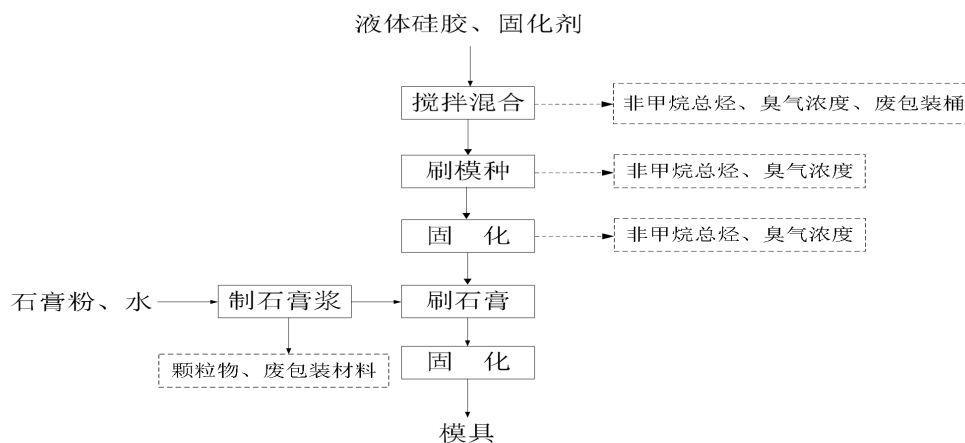 液体硅胶、固化剂
搅拌混合
非甲烷总烃、臭气浓度、废包装桶
刷模种
非甲烷总烃、臭气浓度
固 化
非甲烷总烃、臭气浓度
石膏粉、水
制石膏浆
刷石膏
颗粒物、废包装材料
固 化
模具